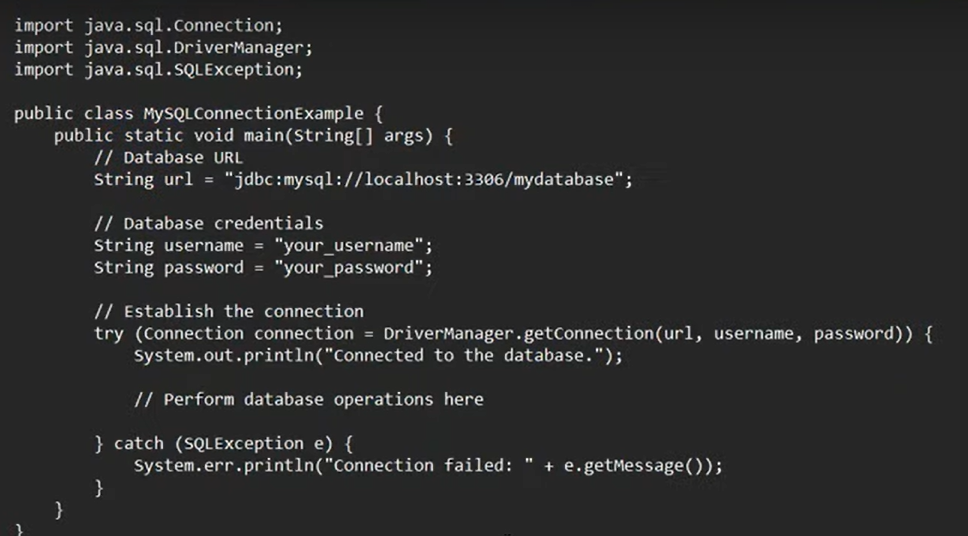 import java.sql.Connection;
import java.sql.DriverManager;
import java.sql.SQLException;

public class MySQLConnectionExample {
    public static void main(String[] args) {
        // Database URL
        String url = "jdbc:mysql://localhost:3306/mydatabase";

        // Database credentials
        String username = "your_username";
        String password = "your_password";

        // Establish the connection
        try (Connection connection = DriverManager.getConnection(url, username, password)) {
            System.out.println("Connected to the database.");

            // Perform database operations here

        } catch (SQLException e) {
            System.err.println("Connection failed: " + e.getMessage());
        }
    }
}